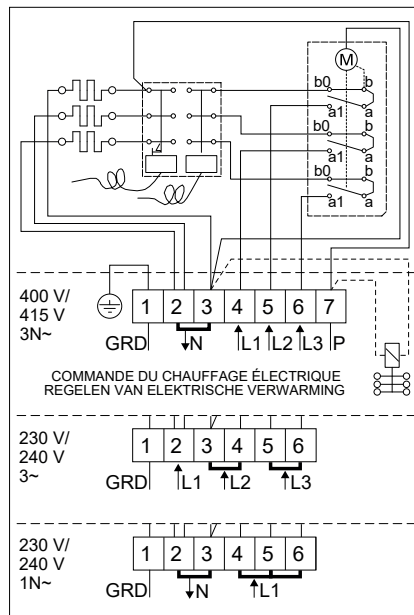 M
b0 b
a1 a
b0 b
a1 a
b0 b
a1 a
400 V/
415 V
3N~
1 2 3 4 5 6 7
GRD N L1 L2 L3 P
COMMANDE DU CHAUFFAGE ÉLECTRIQUE
REGELEN VAN ELEKTRISCHE VERWARMING
230 V/
240 V
3~
1 2 3 4 5 6
GRD L1 L2 L3
230 V/
240 V
1N~
1 2 3 4 5 6
GRD N L1